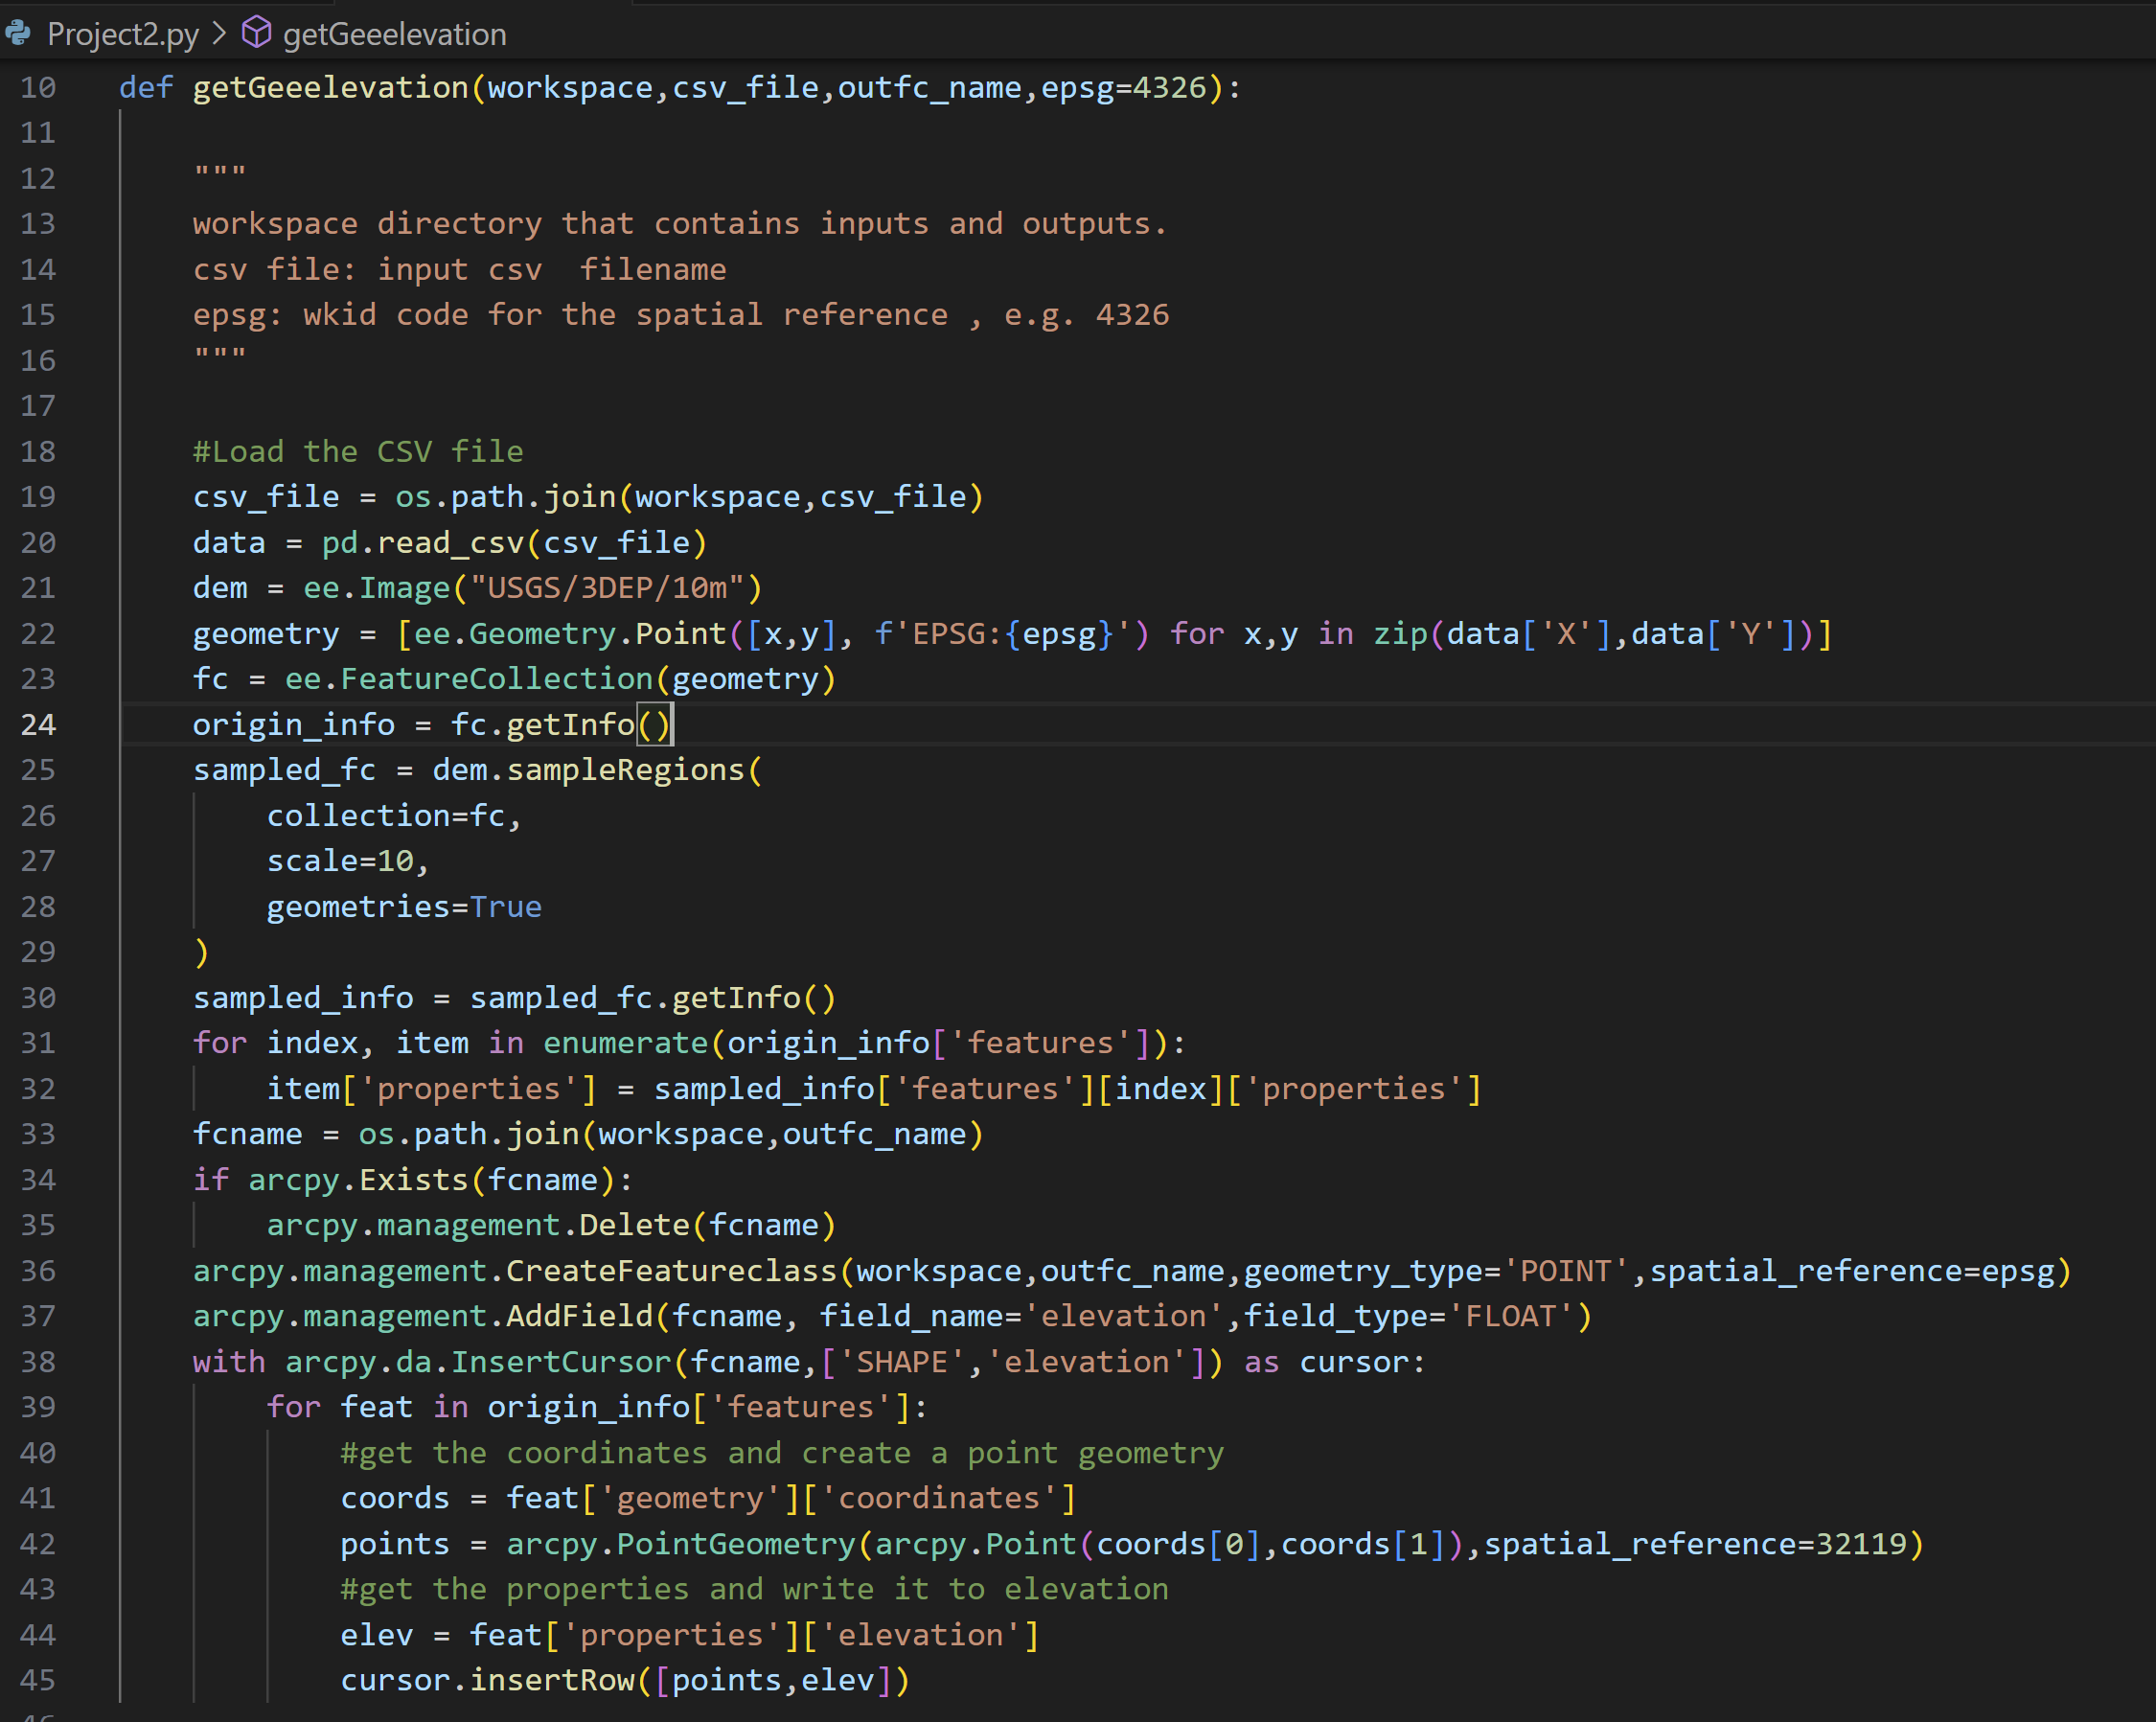 Project2.py > getGeeelevation
10 def getGeeelevation(workspace,csv_file,outfc_name,epsg=4326):
11
12     """
13     workspace directory that contains inputs and outputs.
14     csv file: input csv  filename
15     epsg: wkid code for the spatial reference , e.g. 4326
16     """
17
18     #Load the CSV file
19     csv_file = os.path.join(workspace,csv_file)
20     data = pd.read_csv(csv_file)
21     dem = ee.Image("USGS/3DEP/10m")
22     geometry = [ee.Geometry.Point([x,y], f'EPSG:{epsg}') for x,y in zip(data['X'],data['Y'])]
23     fc = ee.FeatureCollection(geometry)
24     origin_info = fc.getInfo()
25     sampled_fc = dem.sampleRegions(
26         collection=fc,
27         scale=10,
28         geometries=True
29     )
30     sampled_info = sampled_fc.getInfo()
31     for index, item in enumerate(origin_info['features']):
32         item['properties'] = sampled_info['features'][index]['properties']
33     fcname = os.path.join(workspace,outfc_name)
34     if arcpy.Exists(fcname):
35         arcpy.management.Delete(fcname)
36     arcpy.management.CreateFeatureclass(workspace,outfc_name,geometry_type='POINT',spatial_reference=epsg)
37     arcpy.management.AddField(fcname, field_name='elevation',field_type='FLOAT')
38     with arcpy.da.InsertCursor(fcname,['SHAPE','elevation']) as cursor:
39         for feat in origin_info['features']:
40             #get the coordinates and create a point geometry
41             coords = feat['geometry']['coordinates']
42             points = arcpy.PointGeometry(arcpy.Point(coords[0],coords[1]),spatial_reference=32119)
43             #get the properties and write it to elevation
44             elev = feat['properties']['elevation']
45             cursor.insertRow([points,elev])